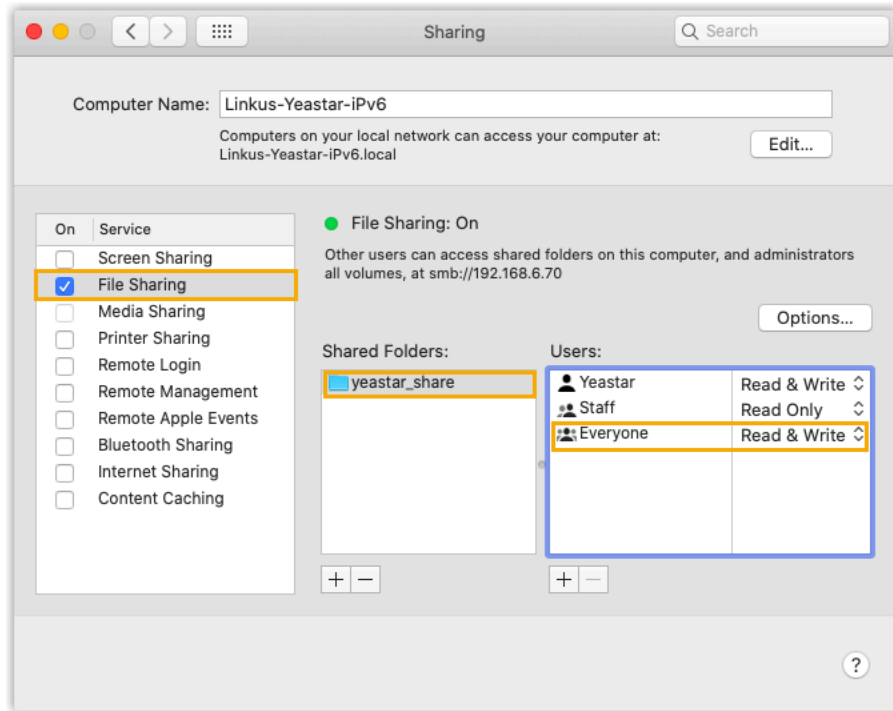 Sharing
Search
Computer Name: Linkus-Yeastar-iPv6
Computers on your local network can access your computer at:
Linkus-Yeastar-iPv6.local
Edit...
On Service
Screen Sharing
File Sharing
Media Sharing
Printer Sharing
Remote Login
Remote Management
Remote Apple Events
Bluetooth Sharing
Internet Sharing
Content Caching
File Sharing: On
Other users can access shared folders on this computer, and administrators
all volumes, at smb://192.168.6.70
Options...
Shared Folders:
yeastar_share
Users:
Yeastar Read & Write
Staff Read Only
Everyone Read & Write
+ −
+ −
?